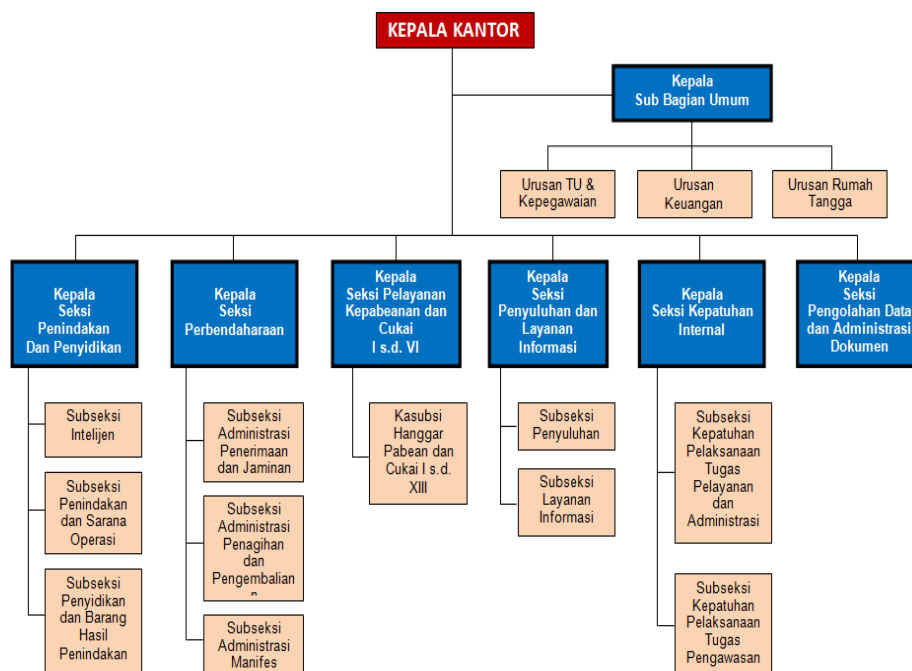 KEPALA KANTOR
Kepala
Sub Bagian Umum
Urusan TU &
Kepegawaian
Urusan
Keuangan
Urusan Rumah
Tangga
Kepala
Seksi
Penindakan
Dan Penyidikan
Kepala
Seksi
Perbendaharaan
Kepala
Seksi Pelayanan
Kepabeanan dan
Cukai
I s.d. VI
Kepala
Seksi
Penyuluhan dan
Layanan
Informasi
Kepala
Seksi Kepatuhan
Internal
Kepala
Seksi
Pengolahan Data
dan Administrasi
Dokumen
Subseksi
Intelijen
Subseksi
Penindakan
dan Sarana
Operasi
Subseksi
Penyidikan
dan Barang
Hasil
Penindakan
Subseksi
Administrasi
Penerimaan
dan Jaminan
Subseksi
Administrasi
Penagihan
dan
Pengembalian
n
Subseksi
Administrasi
Manifes
Kasubsi
Hanggar
Pabean dan
Cukai I s.d.
XIII
Subseksi
Penyuluhan
Subseksi
Layanan
Informasi
Subseksi
Kepatuhan
Pelaksanaan
Tugas
Pelayanan
dan
Administrasi
Subseksi
Kepatuhan
Pelaksanaan
Tugas
Pengawasan